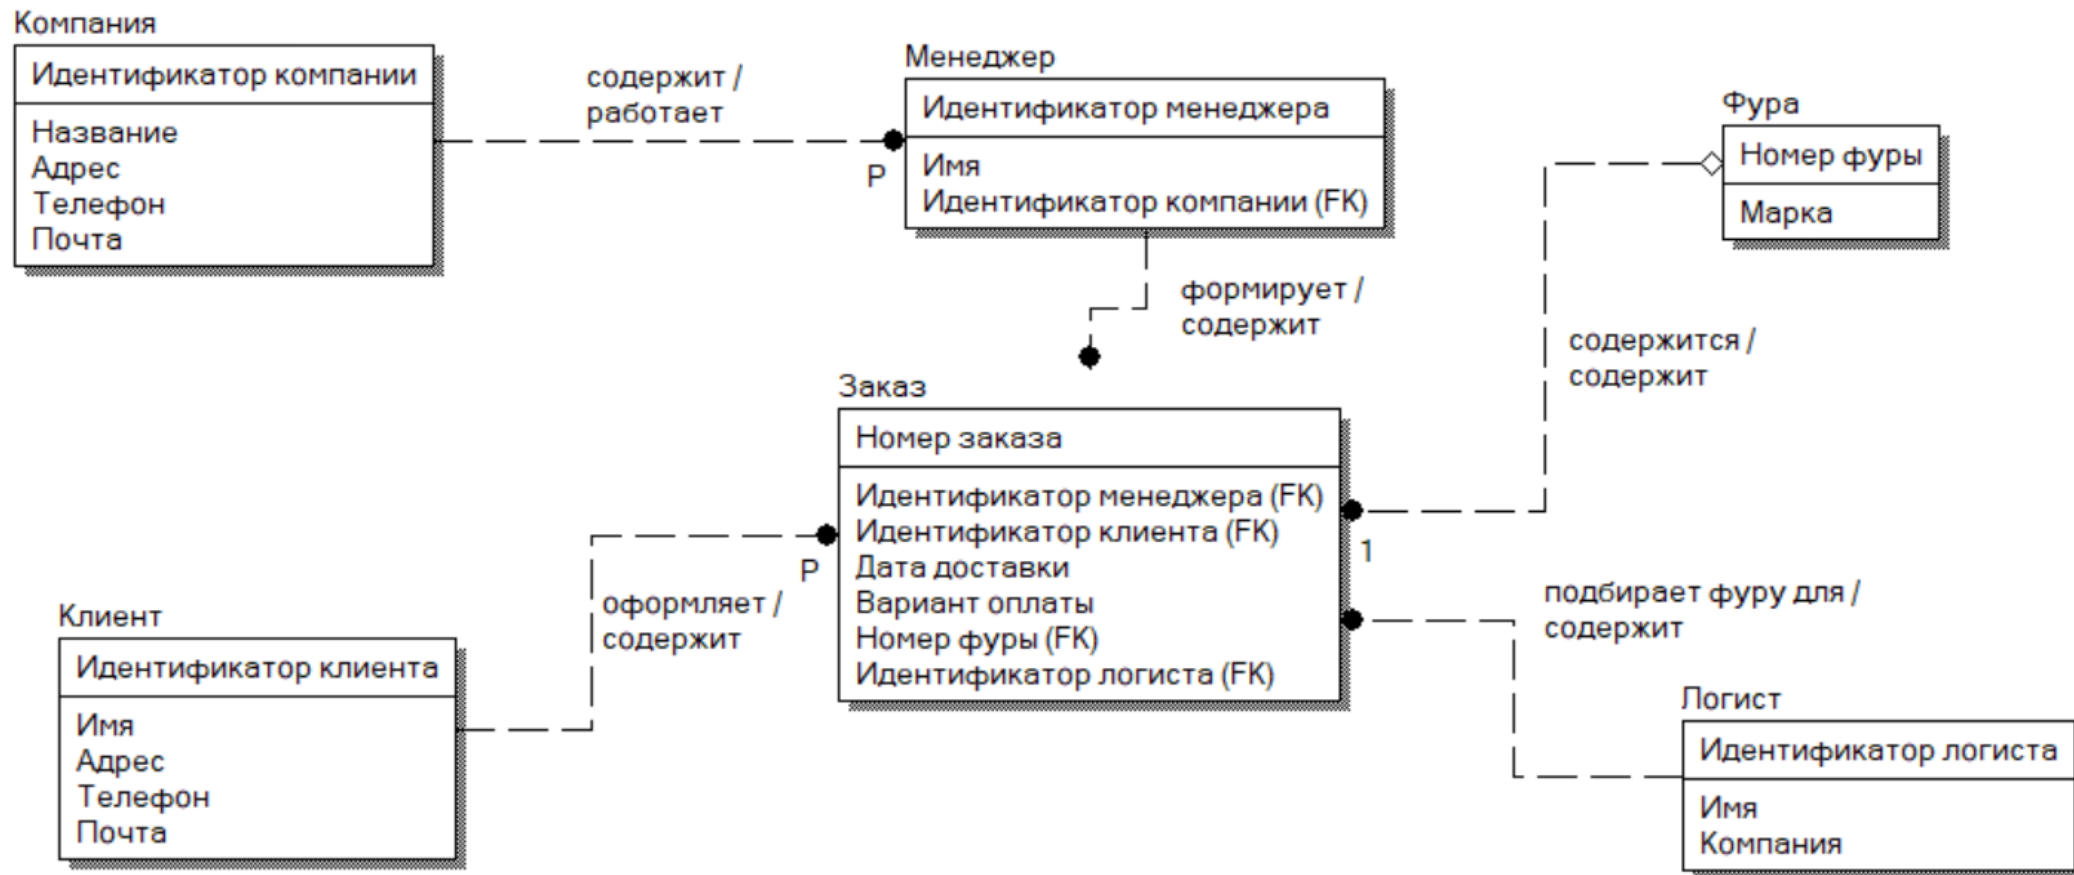 Компания
Идентификатор компании
Название
Адрес
Телефон
Почта
содержит /
работает
P
Менеджер
Идентификатор менеджера
Имя
Идентификатор компании (FK)
Фура
Номер фуры
Марка
формирует /
содержит
содержится /
содержит
Заказ
Номер заказа
Идентификатор менеджера (FK)
Идентификатор клиента (FK)
Дата доставки
Вариант оплаты
Номер фуры (FK)
Идентификатор логиста (FK)
1
P
оформляет /
содержит
подбирает фуру для /
содержит
Клиент
Идентификатор клиента
Имя
Адрес
Телефон
Почта
Логист
Идентификатор логиста
Имя
Компания